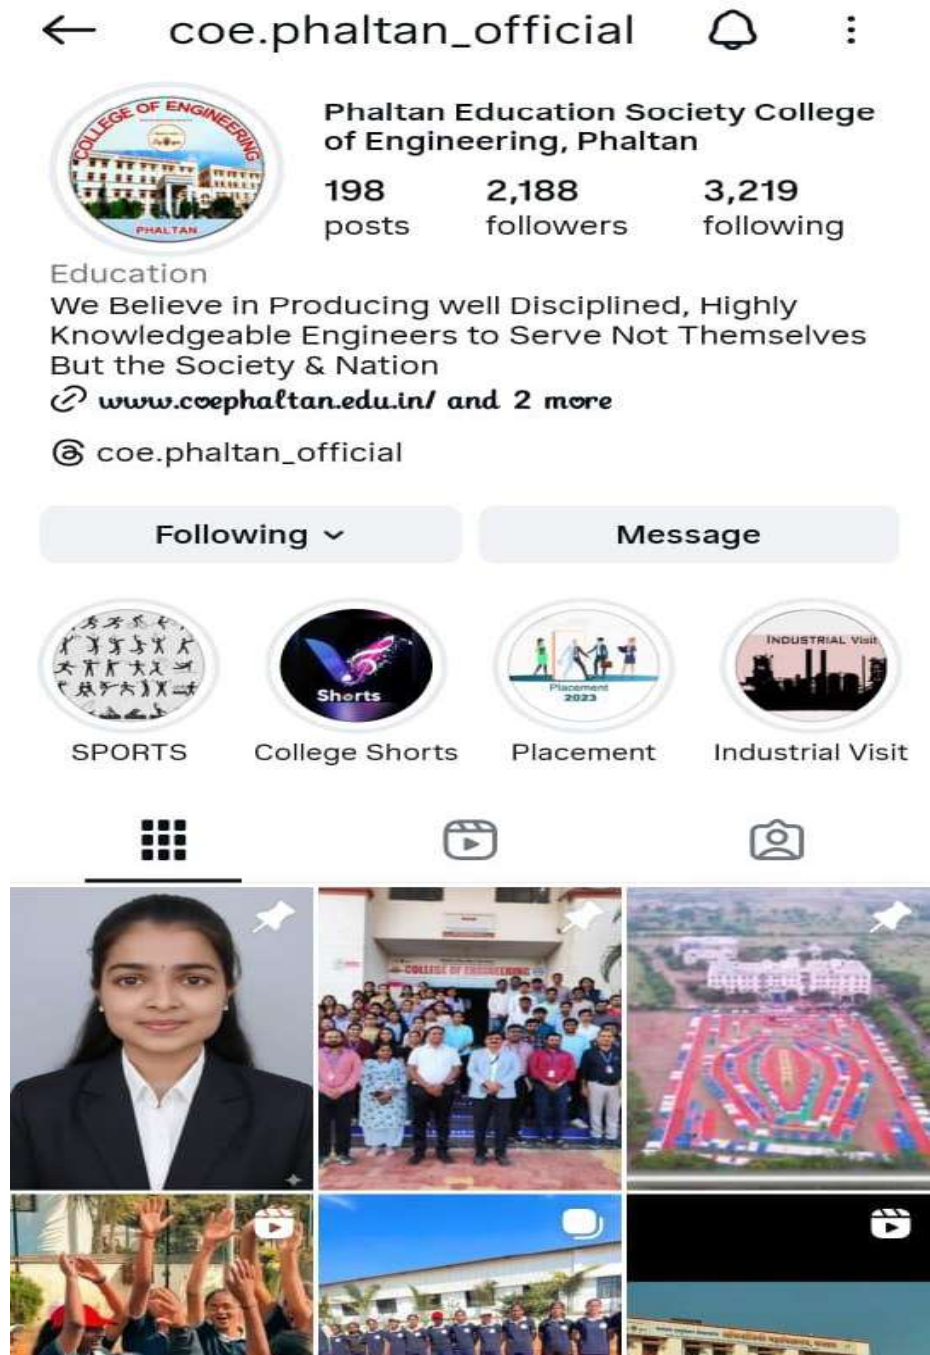 coe.phaltan_official
COLLEGE OF ENGINEERING
PHALTAN
Phaltan Education Society College
of Engineering, Phaltan
198
posts
2,188
followers
3,219
following
Education
We Believe in Producing well Disciplined, Highly
Knowledgeable Engineers to Serve Not Themselves
But the Society & Nation
www.coephaltan.edu.in/ and 2 more
coe.phaltan_official
Following
Message
Shorts
Placement
2023
INDUSTRIAL Visit
SPORTS
College Shorts
Placement
Industrial Visit
COLLEGE OF ENGINEERING